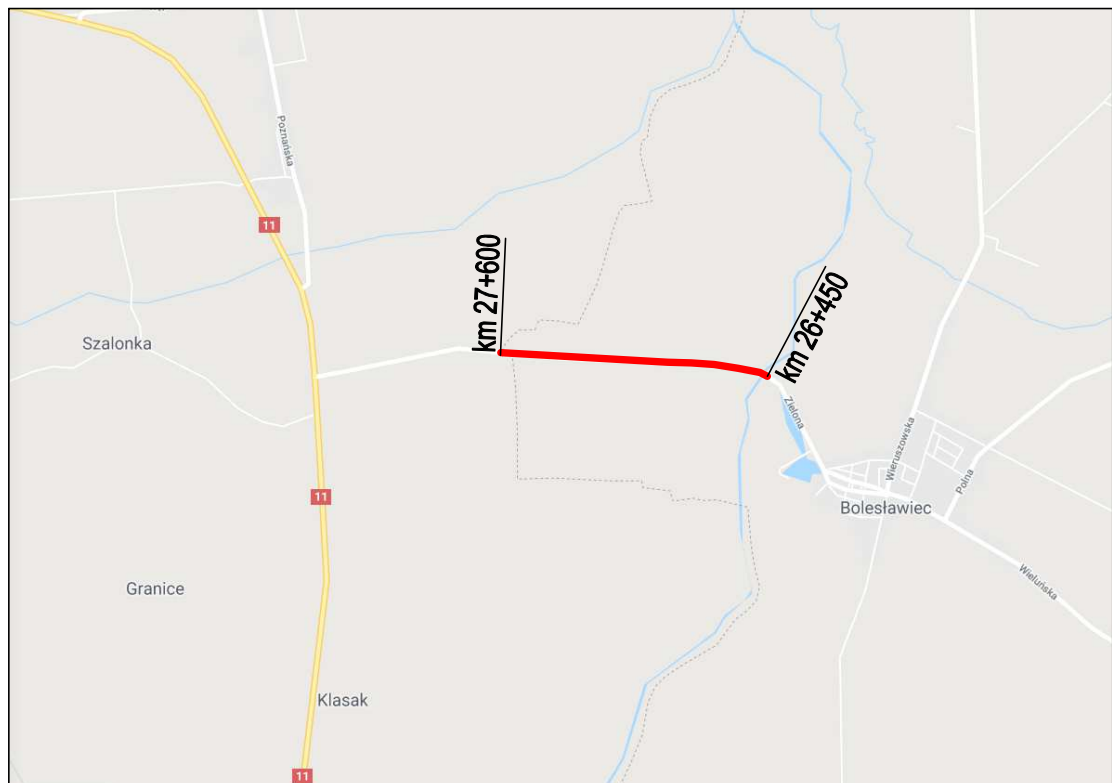 Poznańska
11
km 27+600
km 26+450
Szalonka
Zielona
Wieruszowska
Polna
11
Bolesławiec
Wieluńska
Granice
Klasak
11